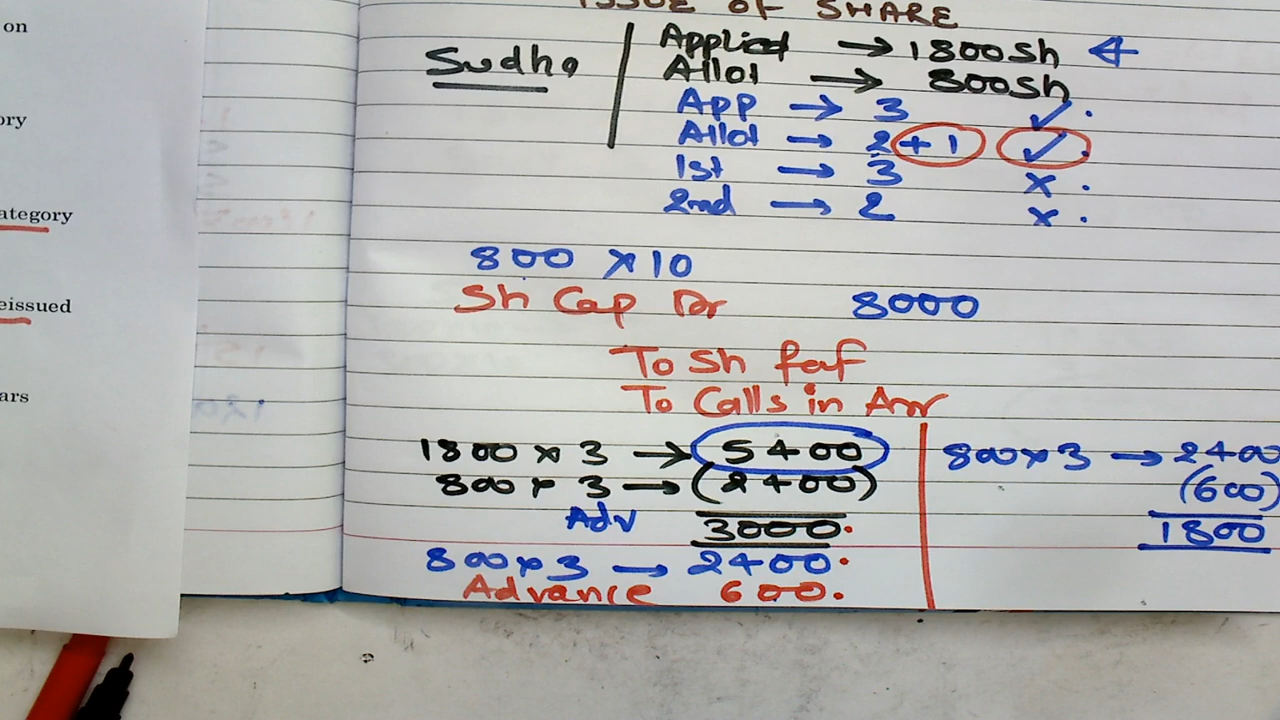 ISSUE OF SHARE
Sudha
Applied → 1800Sh
Allot → 800Sh
App → 3 ✓.
Allot → 2 + 1 ✓.
1st → 3 × .
2nd → 2 × .
800 × 10
Sh Cap Dr 8000
To Sh faf
To Calls in Arr
1800 × 3 → 5400
800 × 3 → (2400)
Adv 3000.
800 × 3 → 2400.
Advance 600.
800 × 3 → 2400
(600)
1800
on
ategory
eissued